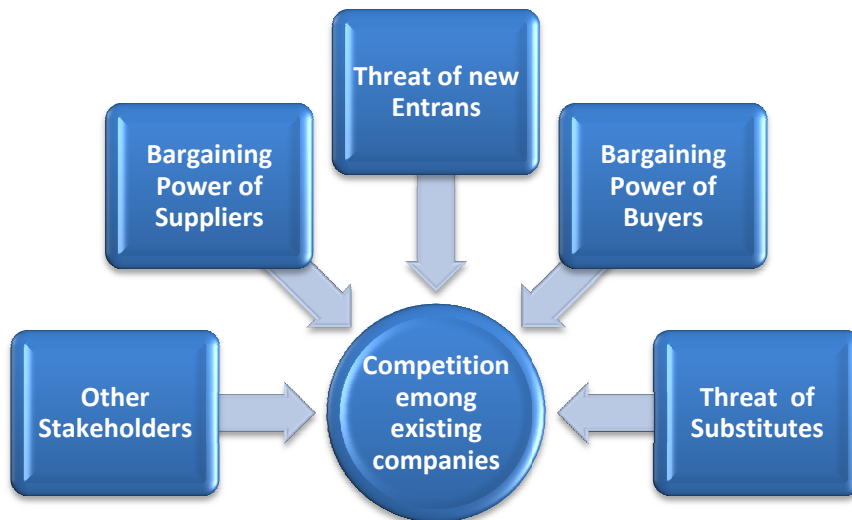 Threat of new
Entrans
Bargaining
Power of
Suppliers
Bargaining
Power of
Buyers
Other
Stakeholders
Competition
emong
existing
companies
Threat of
Substitutes